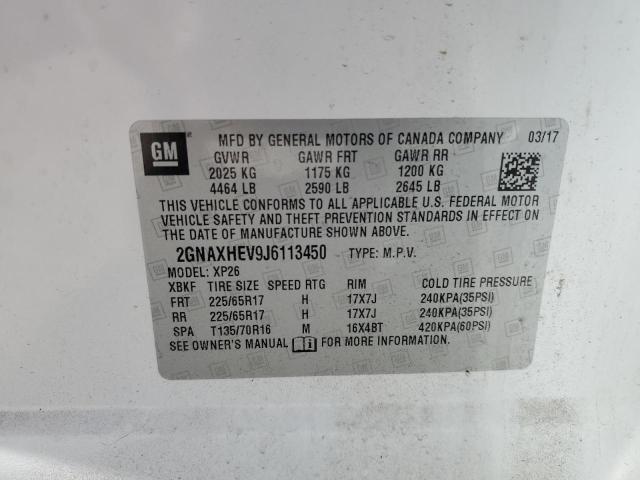 GM
MFD BY GENERAL MOTORS OF CANADA COMPANY 03/17
GVWR GAWR FRT GAWR RR
2025 KG 1175 KG 1200 KG
4464 LB 2590 LB 2645 LB
THIS VEHICLE CONFORMS TO ALL APPLICABLE U.S. FEDERAL MOTOR
VEHICLE SAFETY AND THEFT PREVENTION STANDARDS IN EFFECT ON
THE DATE OF MANUFACTURE SHOWN ABOVE.
2GNAXHEV9J6113450 TYPE: M.P.V.
MODEL: XP26
XBKF TIRE SIZE SPEED RTG RIM COLD TIRE PRESSURE
FRT 225/65R17 H 17X7J 240KPA(35PSI)
RR 225/65R17 H 17X7J 240KPA(35PSI)
SPA T135/70R16 M 16X4BT 420KPA(60PSI)
SEE OWNER'S MANUAL FOR MORE INFORMATION.